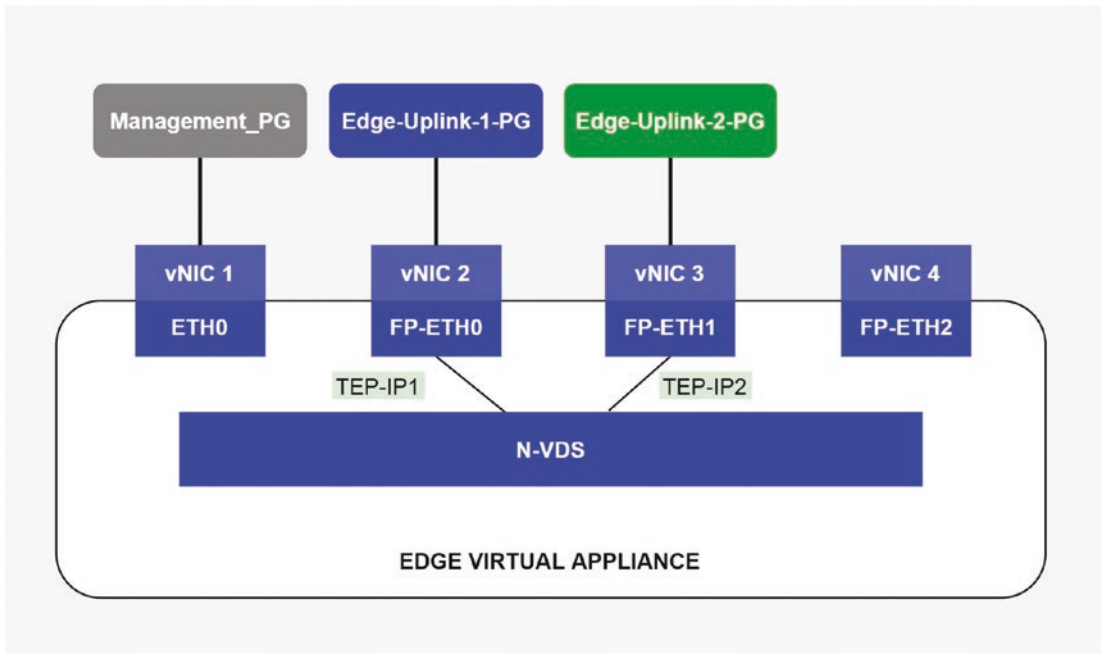 Management_PG
Edge-Uplink-1-PG
Edge-Uplink-2-PG
vNIC 1
vNIC 2
vNIC 3
vNIC 4
ETH0
FP-ETH0
FP-ETH1
FP-ETH2
TEP-IP1
TEP-IP2
N-VDS
EDGE VIRTUAL APPLIANCE